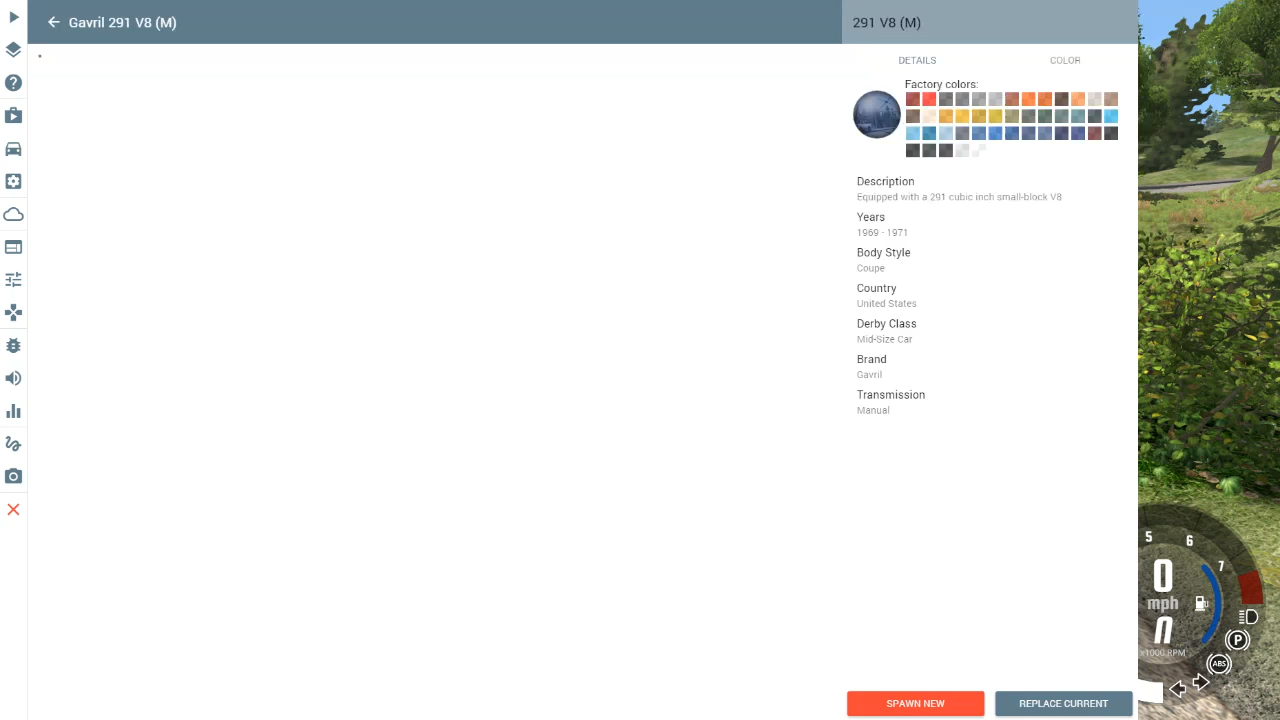 Gavril 291 V8 (M)
291 V8 (M)
DETAILS
COLOR
Factory colors:
Description
Equipped with a 291 cubic inch small-block V8
Years
1969 - 1971
Body Style
Coupe
Country
United States
Derby Class
Mid-Size Car
Brand
Gavril
Transmission
Manual
SPAWN NEW
REPLACE CURRENT
5
6
7
0
mph
n
x1000 RPM
P
ABS